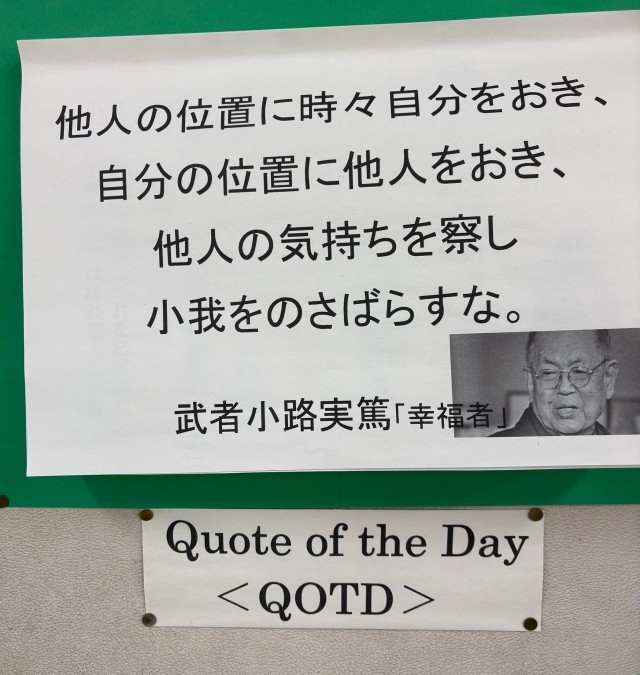 他人の位置に時々自分をおき、
自分の位置に他人をおき、
他人の気持ちを察し
小我をのさばらすな。
武者小路実篤「幸福者」
Quote of the Day
＜QOTD＞